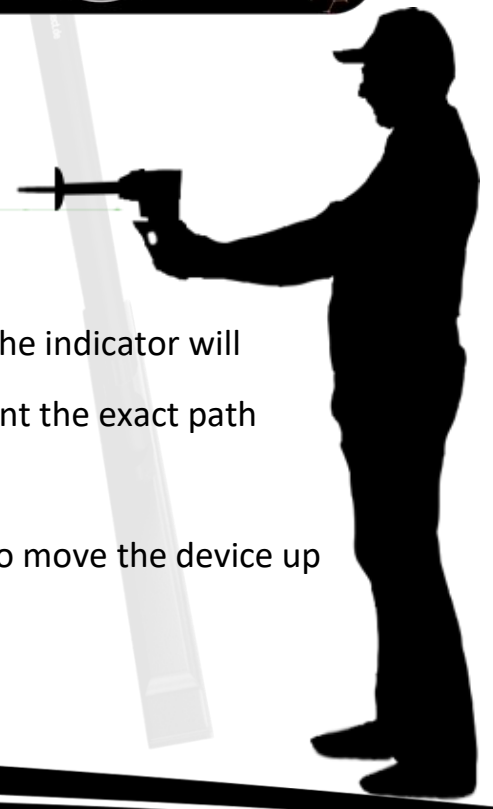 he indicator will
nt the exact path
o move the device up